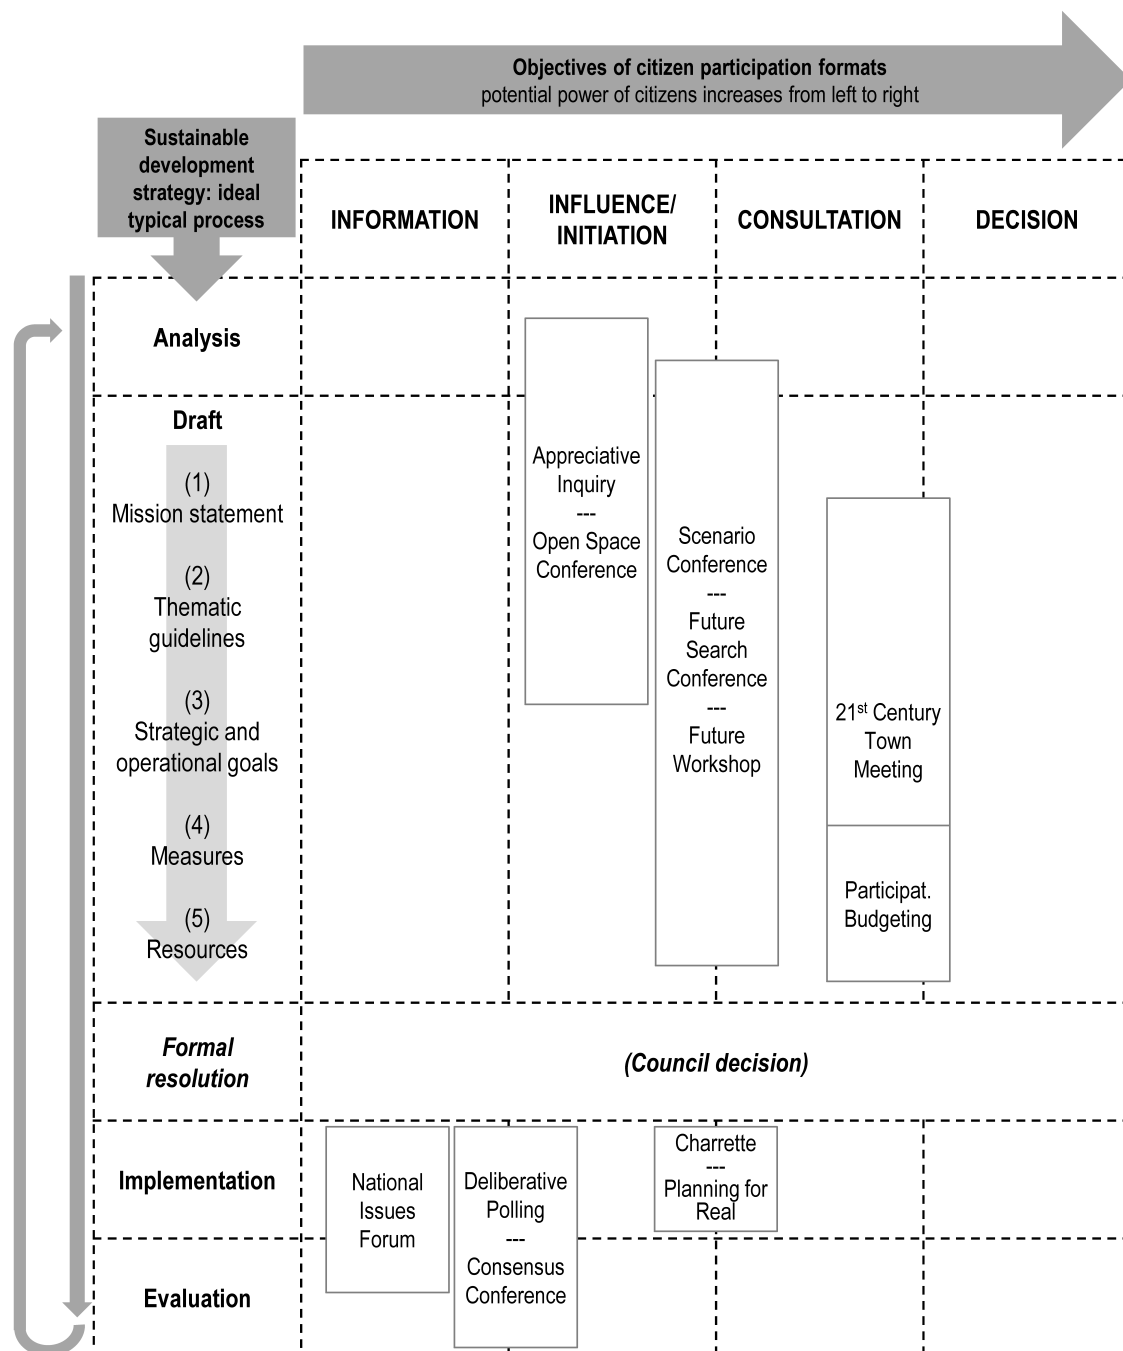 Objectives of citizen participation formats
potential power of citizens increases from left to right
Sustainable
development
strategy: ideal
typical process
INFORMATION
INFLUENCE/
INITIATION
CONSULTATION
DECISION
Analysis
Draft
(1)
Mission statement
(2)
Thematic
guidelines
(3)
Strategic and
operational goals
(4)
Measures
(5)
Resources
Appreciative
Inquiry
---
Open Space
Conference
Scenario
Conference
---
Future
Search
Conference
---
Future
Workshop
21st Century
Town
Meeting
Participat.
Budgeting
Formal
resolution
(Council decision)
Implementation
National
Issues
Forum
Deliberative
Polling
---
Consensus
Conference
Charrette
---
Planning for
Real
Evaluation